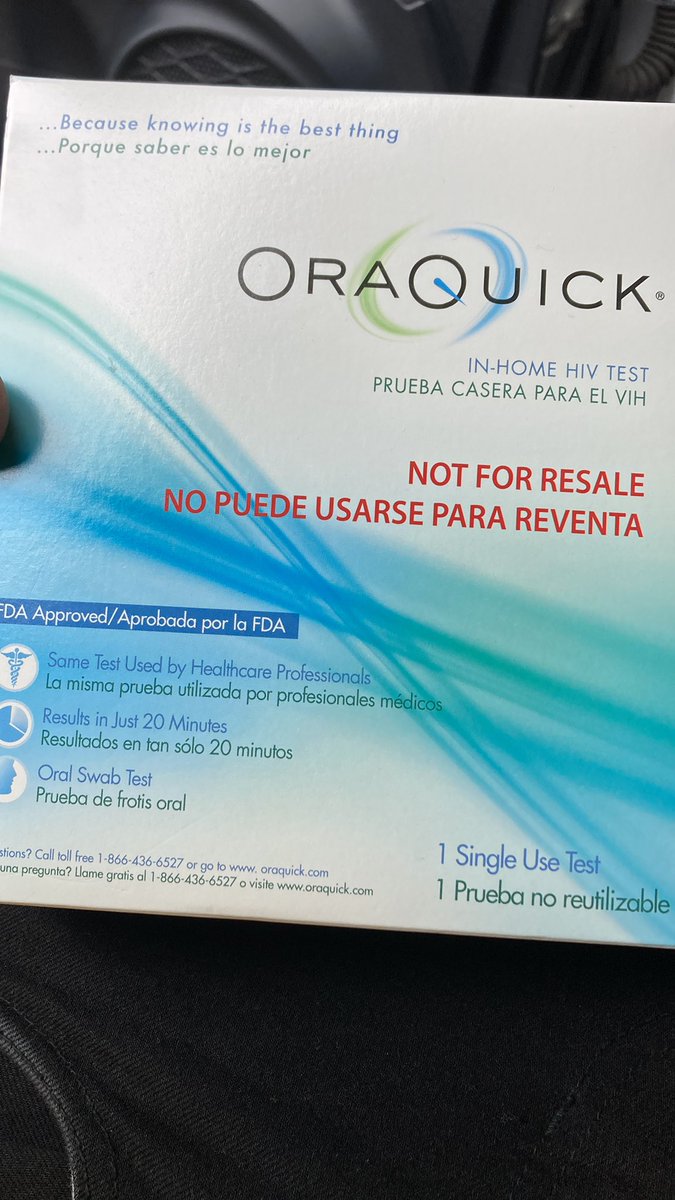 ...Because knowing is the best thing
...Porque saber es lo mejor
ORAQUICK®
IN-HOME HIV TEST
PRUEBA CASERA PARA EL VIH
NOT FOR RESALE
NO PUEDE USARSE PARA REVENTA
FDA Approved/Aprobada por la FDA
Same Test Used by Healthcare Professionals
La misma prueba utilizada por profesionales médicos
Results in Just 20 Minutes
Resultados en tan sólo 20 minutos
Oral Swab Test
Prueba de frotis oral
stions? Call toll free 1-866-436-6527 or go to www. oraquick.com
una pregunta? Llame gratis al 1-866-436-6527 o visite www.oraquick.com
1 Single Use Test
1 Prueba no reutilizable